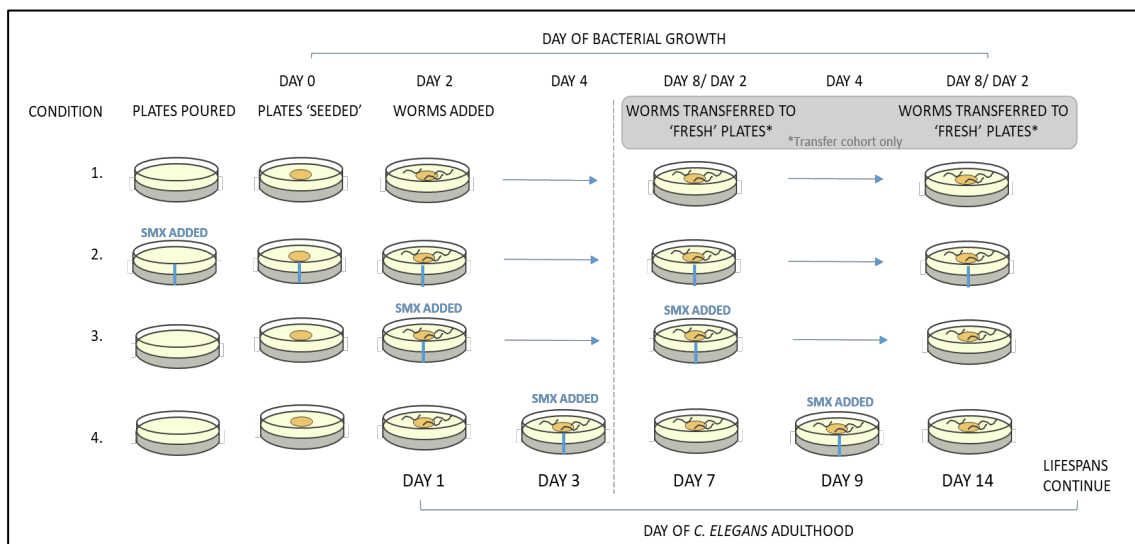 DAY OF BACTERIAL GROWTH
DAY 0 DAY 2 DAY 4 DAY 8/ DAY 2 DAY 4 DAY 8/ DAY 2
CONDITION PLATES POURED PLATES ‘SEEDED’ WORMS ADDED WORMS TRANSFERRED TO WORMS TRANSFERRED TO
‘FRESH’ PLATES* ‘FRESH’ PLATES*
*Transfer cohort only
1.
SMX ADDED
2.
SMX ADDED SMX ADDED
3.
SMX ADDED SMX ADDED
4.
DAY 1 DAY 3 DAY 7 DAY 9 DAY 14 LIFESPANS
CONTINUE
DAY OF C. ELEGANS ADULTHOOD